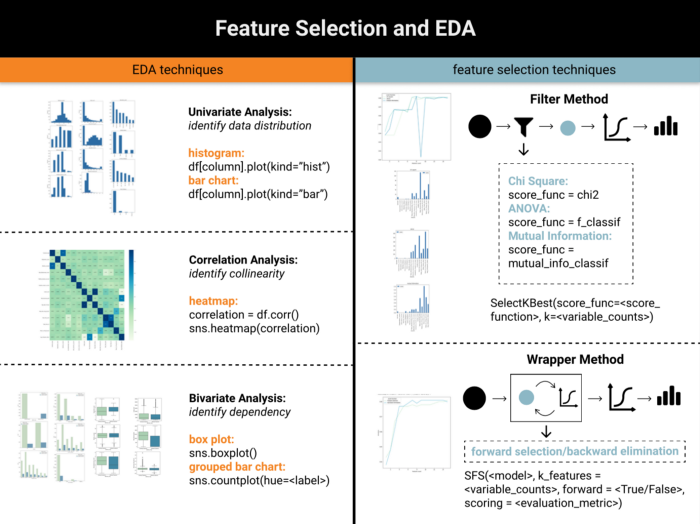 Feature Selection and EDA
EDA techniques
Univariate Analysis:
identify data distribution
histogram:
df[column].plot(kind="hist")
bar chart:
df[column].plot(kind="bar")
Correlation Analysis:
identify collinearity
heatmap:
correlation = df.corr()
sns.heatmap(correlation)
Bivariate Analysis:
identify dependency
box plot:
sns.boxplot()
grouped bar chart:
sns.countplot(hue=<label>)
feature selection techniques
Filter Method
Chi Square:
score_func = chi2
ANOVA:
score_func = f_classif
Mutual Information:
score_func =
mutual_info_classif
SelectKBest(score_func=<score_
function>, k=<variable_counts>)
Wrapper Method
forward selection/backward elimination
SFS(<model>, k_features =
<variable_counts>, forward = <True/False>,
scoring = <evaluation_metric>)